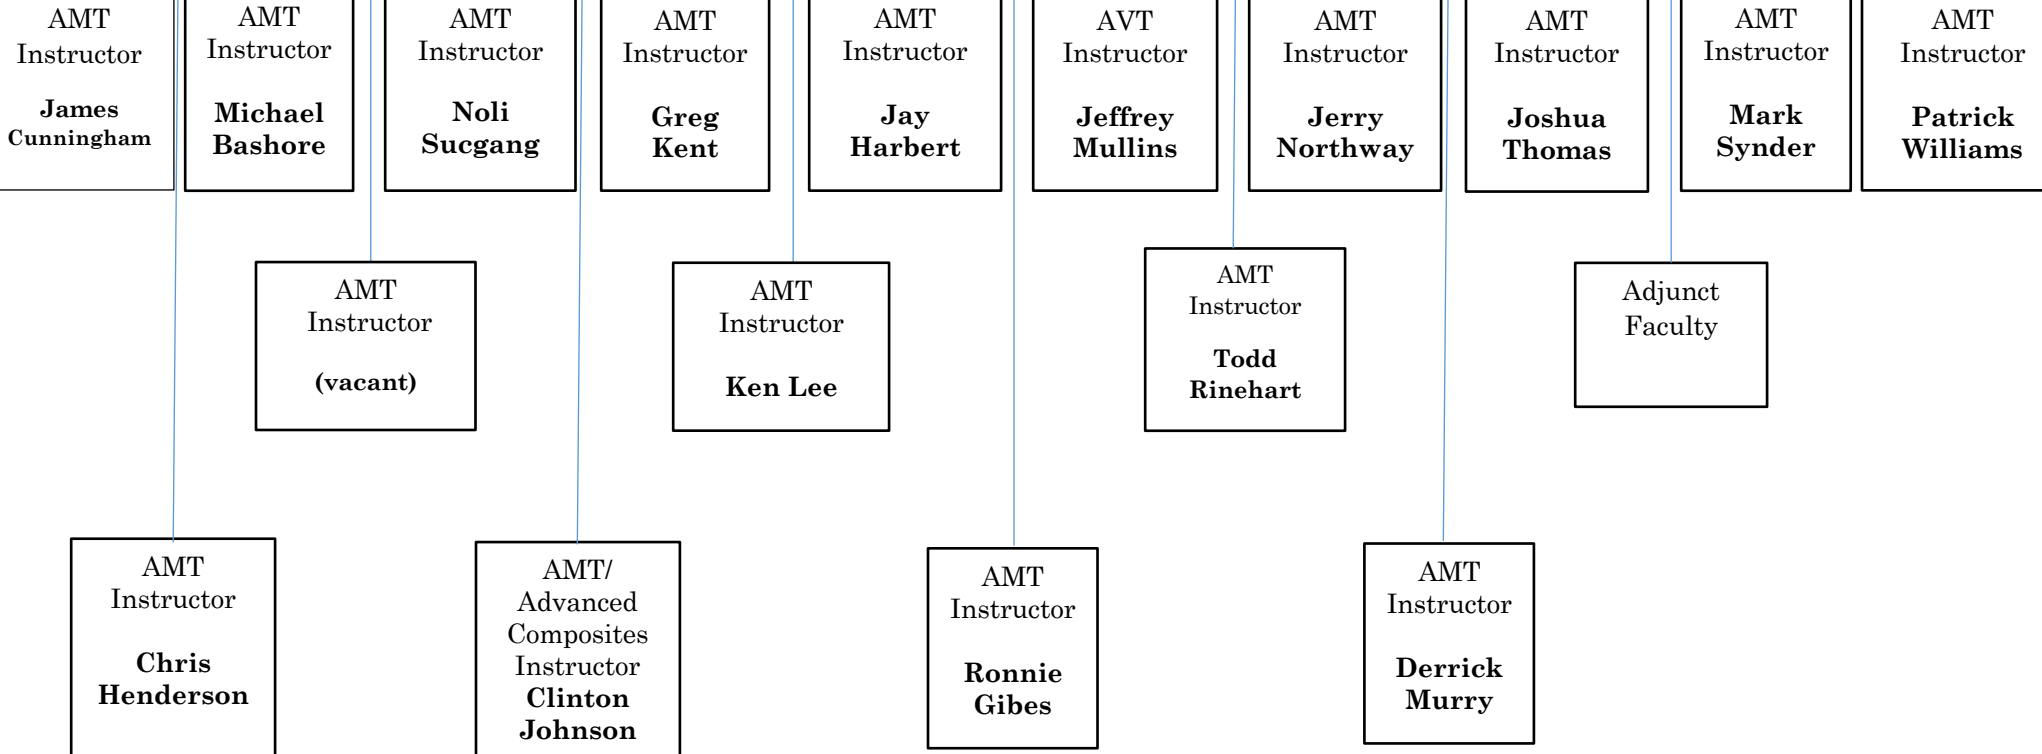 AMT
Instructor
James
Cunningham
AMT
Instructor
Michael
Bashore
AMT
Instructor
Noli
Sucgang
AMT
Instructor
Greg
Kent
AMT
Instructor
Jay
Harbert
AVT
Instructor
Jeffrey
Mullins
AMT
Instructor
Jerry
Northway
AMT
Instructor
Joshua
Thomas
AMT
Instructor
Mark
Synder
AMT
Instructor
Patrick
Williams
AMT
Instructor
(vacant)
AMT
Instructor
Ken Lee
AMT
Instructor
Todd
Rinehart
Adjunct
Faculty
AMT
Instructor
Chris
Henderson
AMT/
Advanced
Composites
Instructor
Clinton
Johnson
AMT
Instructor
Ronnie
Gibes
AMT
Instructor
Derrick
Murry